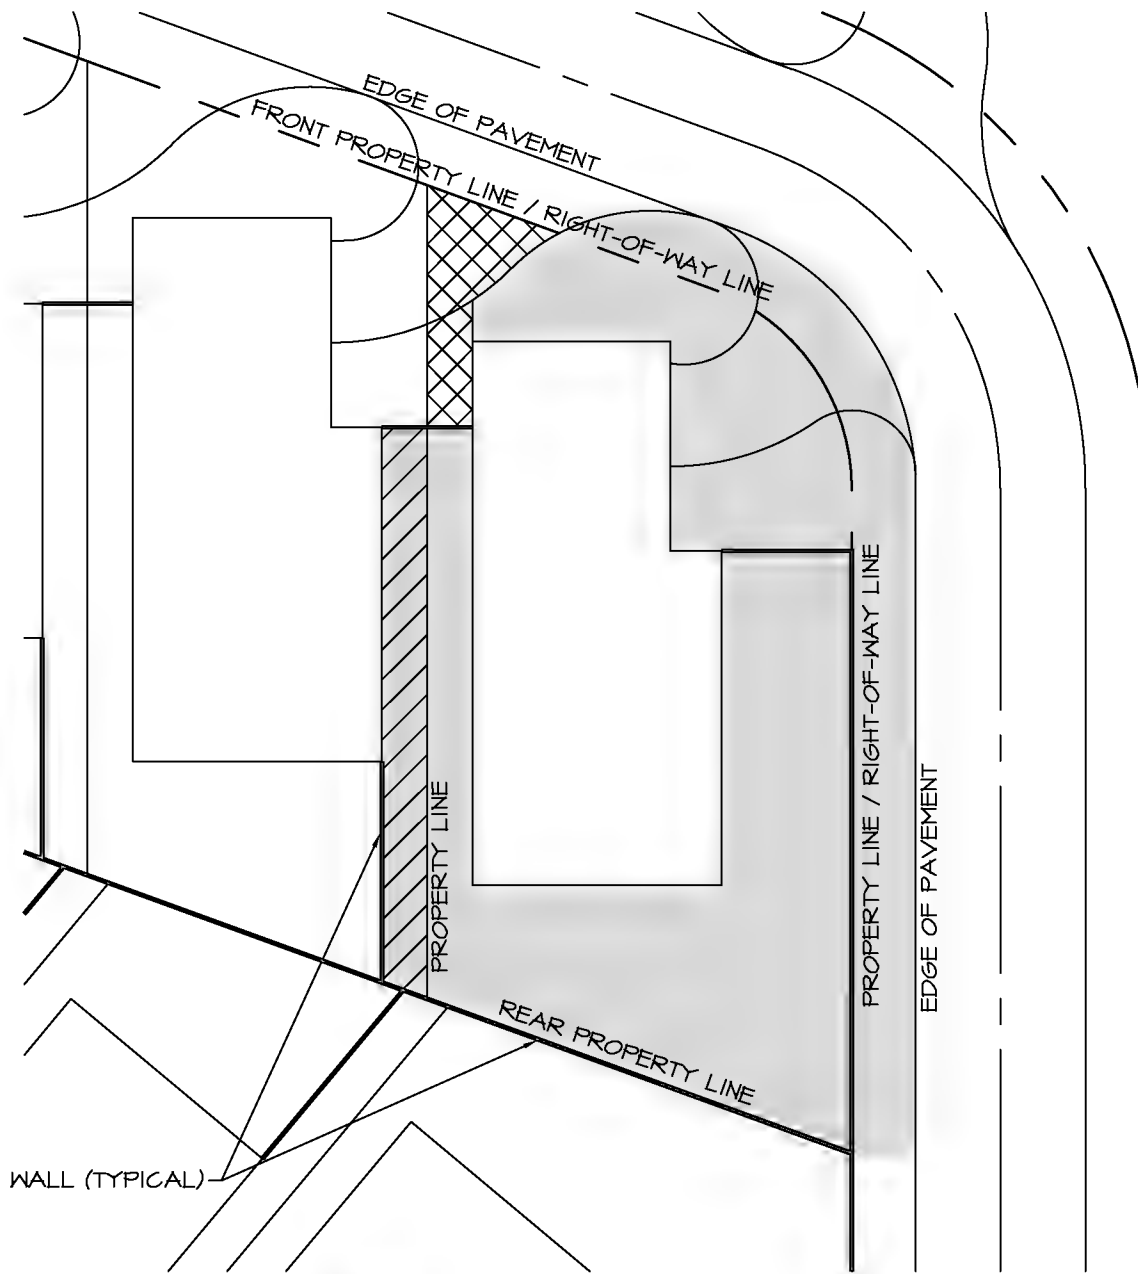 EDGE OF PAVEMENT
FRONT PROPERTY LINE / RIGHT-OF-WAY LINE
PROPERTY LINE / RIGHT-OF-WAY LINE
EDGE OF PAVEMENT
PROPERTY LINE
REAR PROPERTY LINE
WALL (TYPICAL)